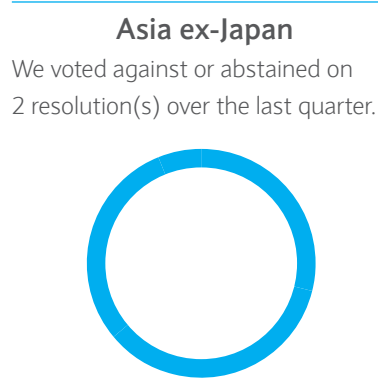 Asia ex-Japan
We voted against or abstained on
2 resolution(s) over the last quarter.